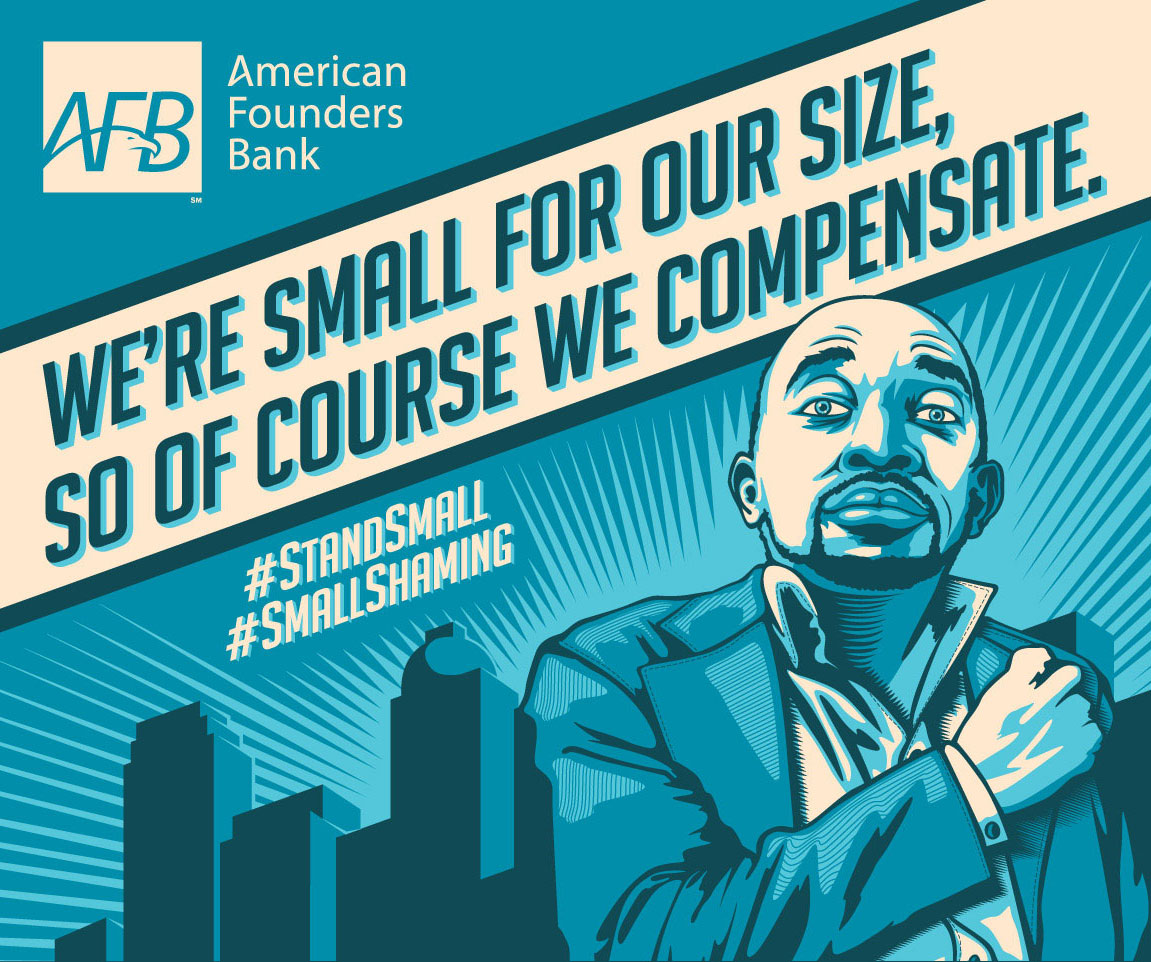 AFB
American
Founders
Bank
SM
WE'RE SMALL FOR OUR SIZE,
SO OF COURSE WE COMPENSATE.
#STANDSMALL
#SMALLSHAMING